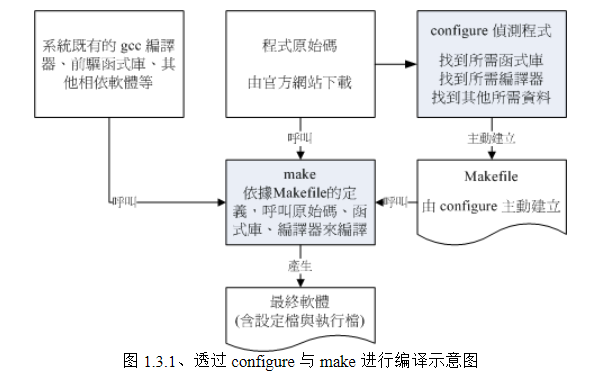 系統既有的 gcc 編譯
器、前驅函式庫、其
他相依軟體等
程式原始碼
由官方網站下載
configure 偵測程式
找到所需函式庫
找到所需編譯器
找到其他所需資料
呼叫
主動建立
make
依據Makefile的定
義，呼叫原始碼、函
式庫、編譯器來編譯
Makefile
由 configure 主動建立
呼叫
呼叫
產生
最終軟體
(含設定檔與執行檔)
图 1.3.1、透过 configure 与 make 进行编译示意图